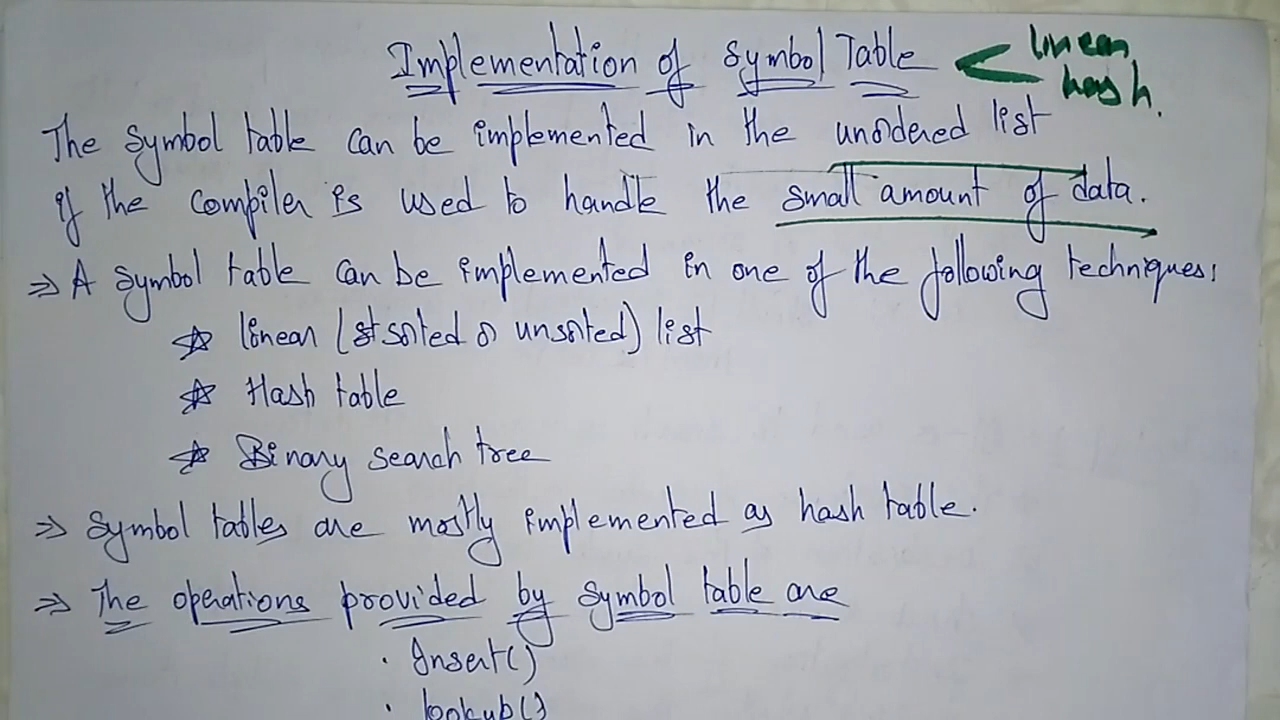 Implementation of Symbol Table < linear
hash.
The symbol table can be implemented in the unordered list
if the compiler is used to handle the small amount of data.
⇒ A symbol table can be implemented in one of the following techniques:
☆ linear (sorted or unsorted) list
☆ Hash table
☆ Binary search tree
⇒ Symbol tables are mostly implemented as hash table.
⇒ The operations provided by symbol table are
· Insert()
· lookup()